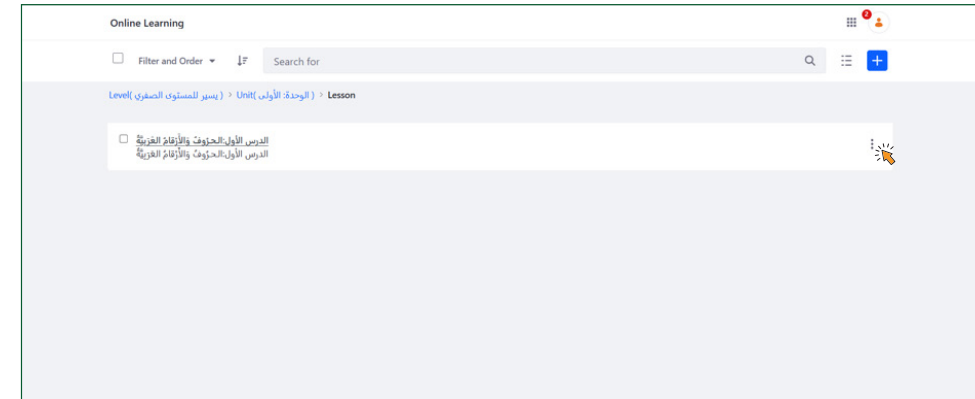 Online Learning
2
Filter and Order
Search for
Level( يسير للمستوى الصفري ) > Unit( الوحدة: الأولى ) > Lesson
الدرس الأول:الحرُوفُ وَالأَرْقَامُ العَرَبِيَّةُ
الدرس الأول:الحرُوفُ وَالأَرْقَامُ العَرَبِيَّةُ